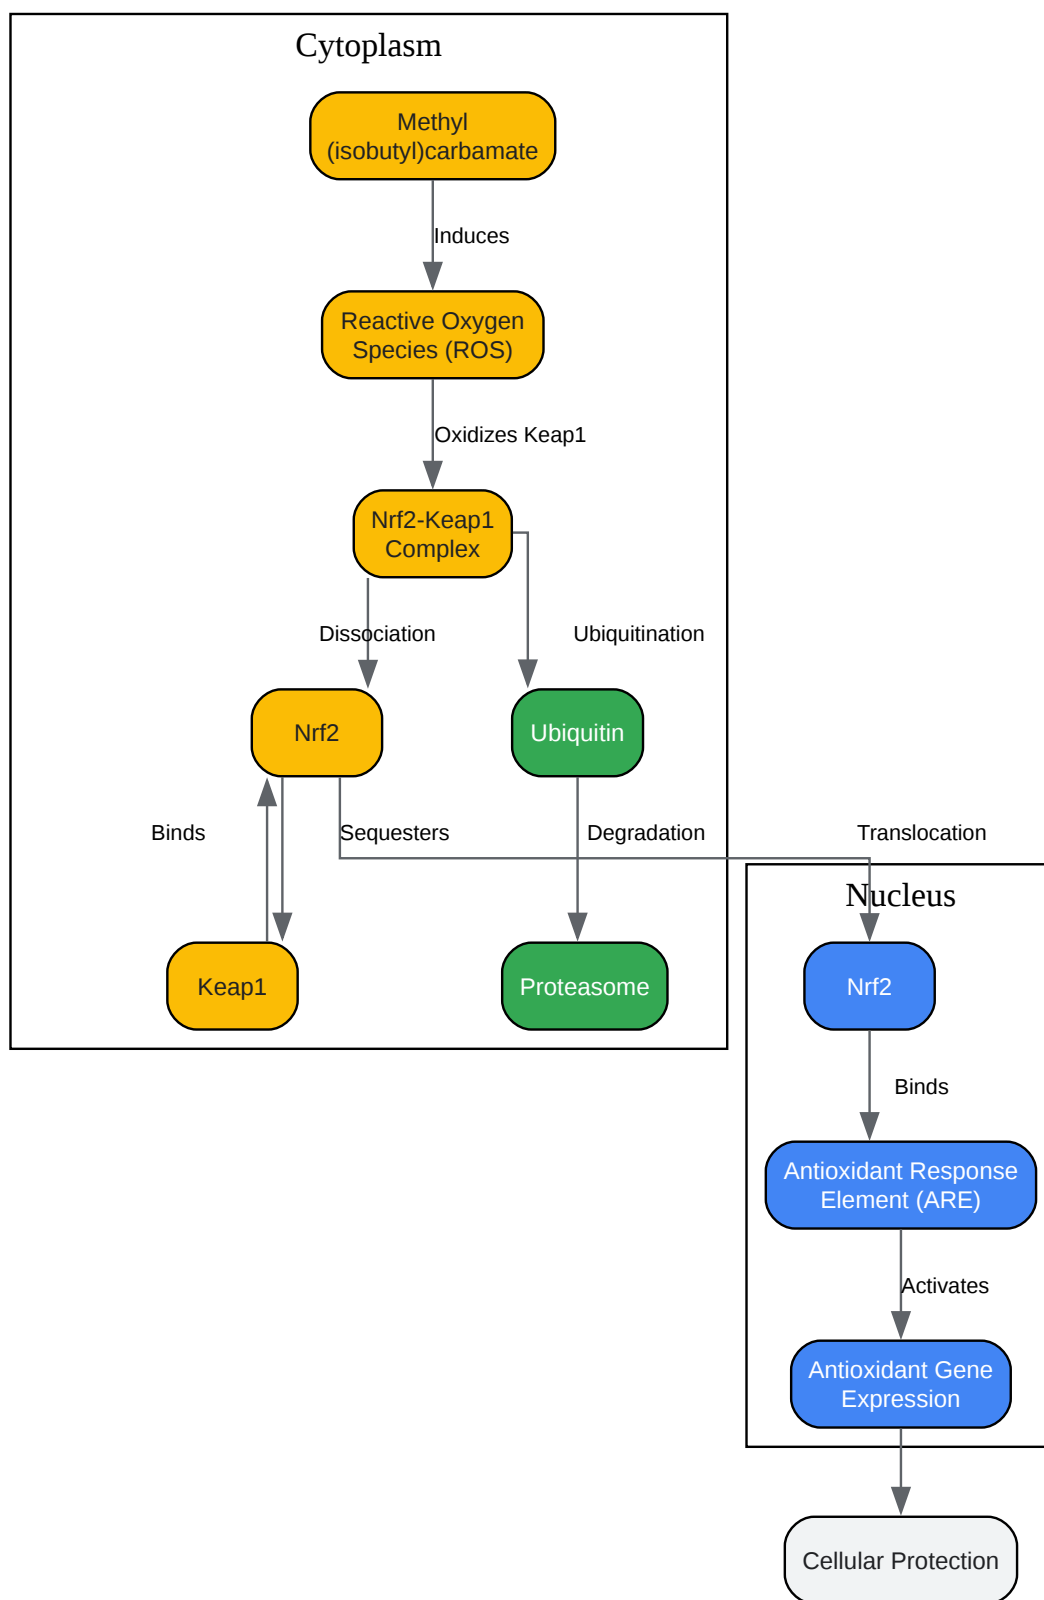 Cytoplasm
Methyl
(isobutyl)carbamate
Induces
Reactive Oxygen
Species (ROS)
Oxidizes Keap1
Nrf2-Keap1
Complex
Dissociation
Ubiquitination
Nrf2
Ubiquitin
Binds
Sequesters
Degradation
Translocation
Nucleus
Keap1
Proteasome
Nrf2
Binds
Antioxidant Response
Element (ARE)
Activates
Antioxidant Gene
Expression
Cellular Protection